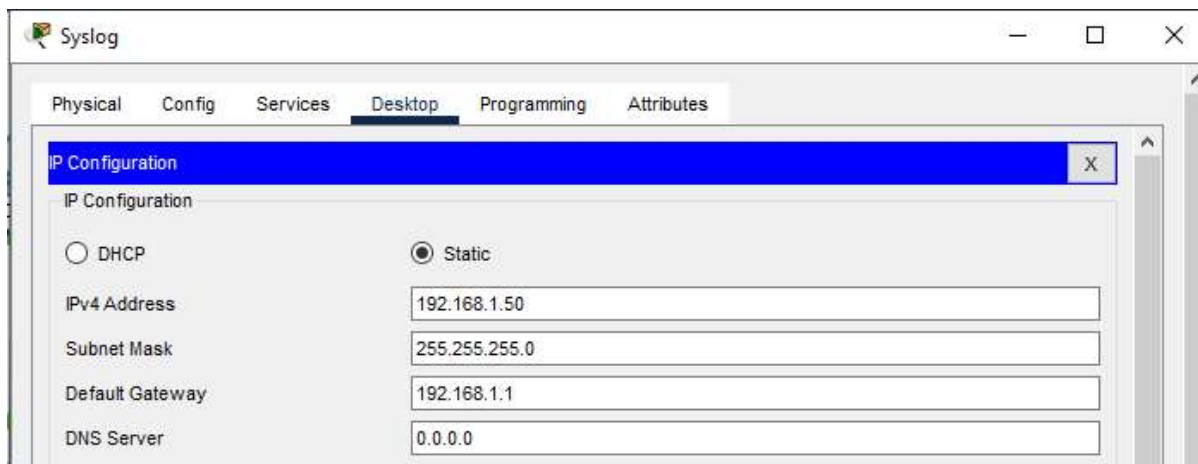 Syslog
Physical Config Services Desktop Programming Attributes
IP Configuration X
IP Configuration
DHCP Static
IPv4 Address 192.168.1.50
Subnet Mask 255.255.255.0
Default Gateway 192.168.1.1
DNS Server 0.0.0.0